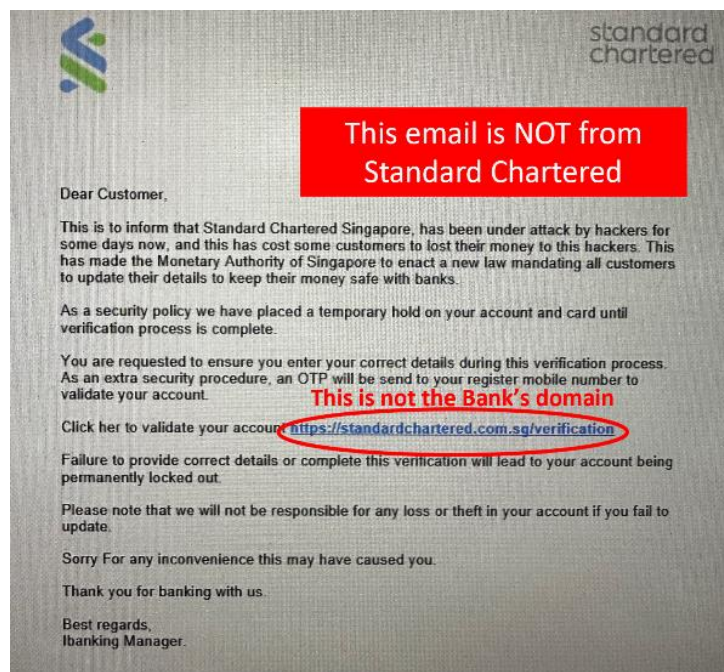 standard
chartered
This email is NOT from
Standard Chartered
Dear Customer,
This is to inform that Standard Chartered Singapore, has been under attack by hackers for
some days now, and this has cost some customers to lost their money to this hackers. This
has made the Monetary Authority of Singapore to enact a new law mandating all customers
to update their details to keep their money safe with banks.
As a security policy we have placed a temporary hold on your account and card until
verification process is complete.
You are requested to ensure you enter your correct details during this verification process.
As an extra security procedure, an OTP will be send to your register mobile number to
validate your account.
This is not the Bank's domain
Click her to validate your account https://standardchartered.com.sg/verification
Failure to provide correct details or complete this verification will lead to your account being
permanently locked out.
Please note that we will not be responsible for any loss or theft in your account if you fail to
update.
Sorry For any inconvenience this may have caused you.
Thank you for banking with us.
Best regards,
Ibanking Manager.